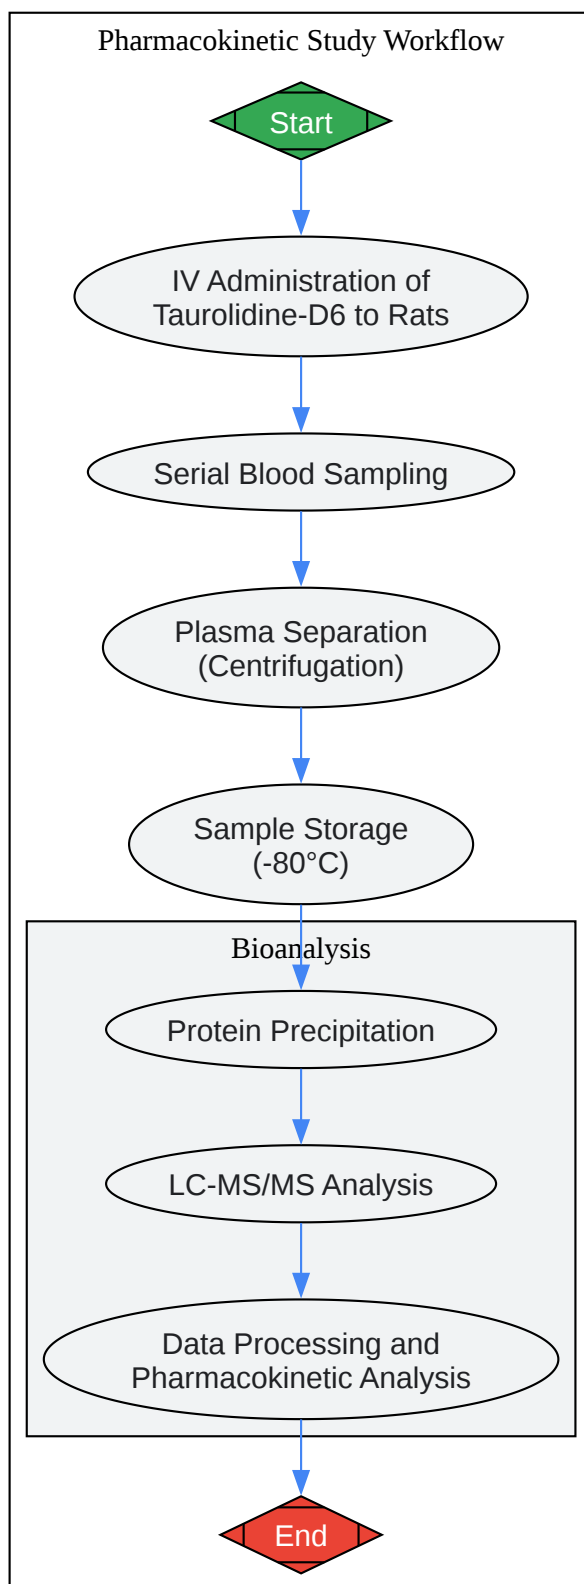 Pharmacokinetic Study Workflow
Start
IV Administration of
Taurolidine-D6 to Rats
Serial Blood Sampling
Plasma Separation
(Centrifugation)
Sample Storage
(-80°C)
Bioanalysis
Protein Precipitation
LC-MS/MS Analysis
Data Processing and
Pharmacokinetic Analysis
End